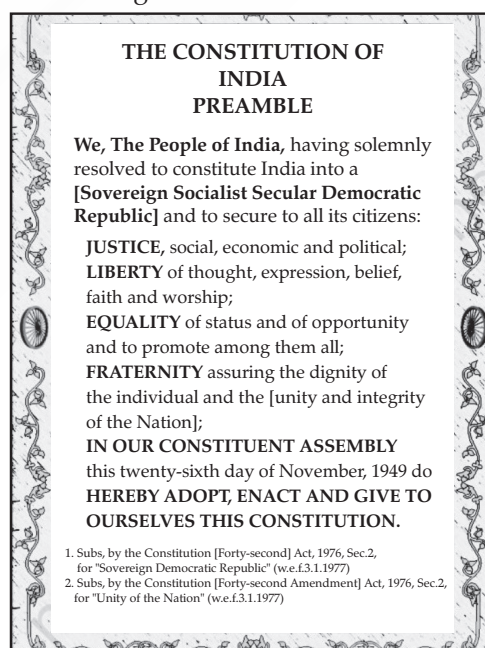 THE CONSTITUTION OF
INDIA
PREAMBLE
We, The People of India, having solemnly
resolved to constitute India into a
[Sovereign Socialist Secular Democratic
Republic] and to secure to all its citizens:
JUSTICE, social, economic and political;
LIBERTY of thought, expression, belief,
faith and worship;
EQUALITY of status and of opportunity
and to promote among them all;
FRATERNITY assuring the dignity of
the individual and the [unity and integrity
of the Nation];
IN OUR CONSTITUENT ASSEMBLY
this twenty-sixth day of November, 1949 do
HEREBY ADOPT, ENACT AND GIVE TO
OURSELVES THIS CONSTITUTION.
1. Subs, by the Constitution [Forty-second] Act, 1976, Sec.2,
for "Sovereign Democratic Republic" (w.e.f.3.1.1977)
2. Subs, by the Constitution [Forty-second Amendment] Act, 1976, Sec.2,
for "Unity of the Nation" (w.e.f.3.1.1977)